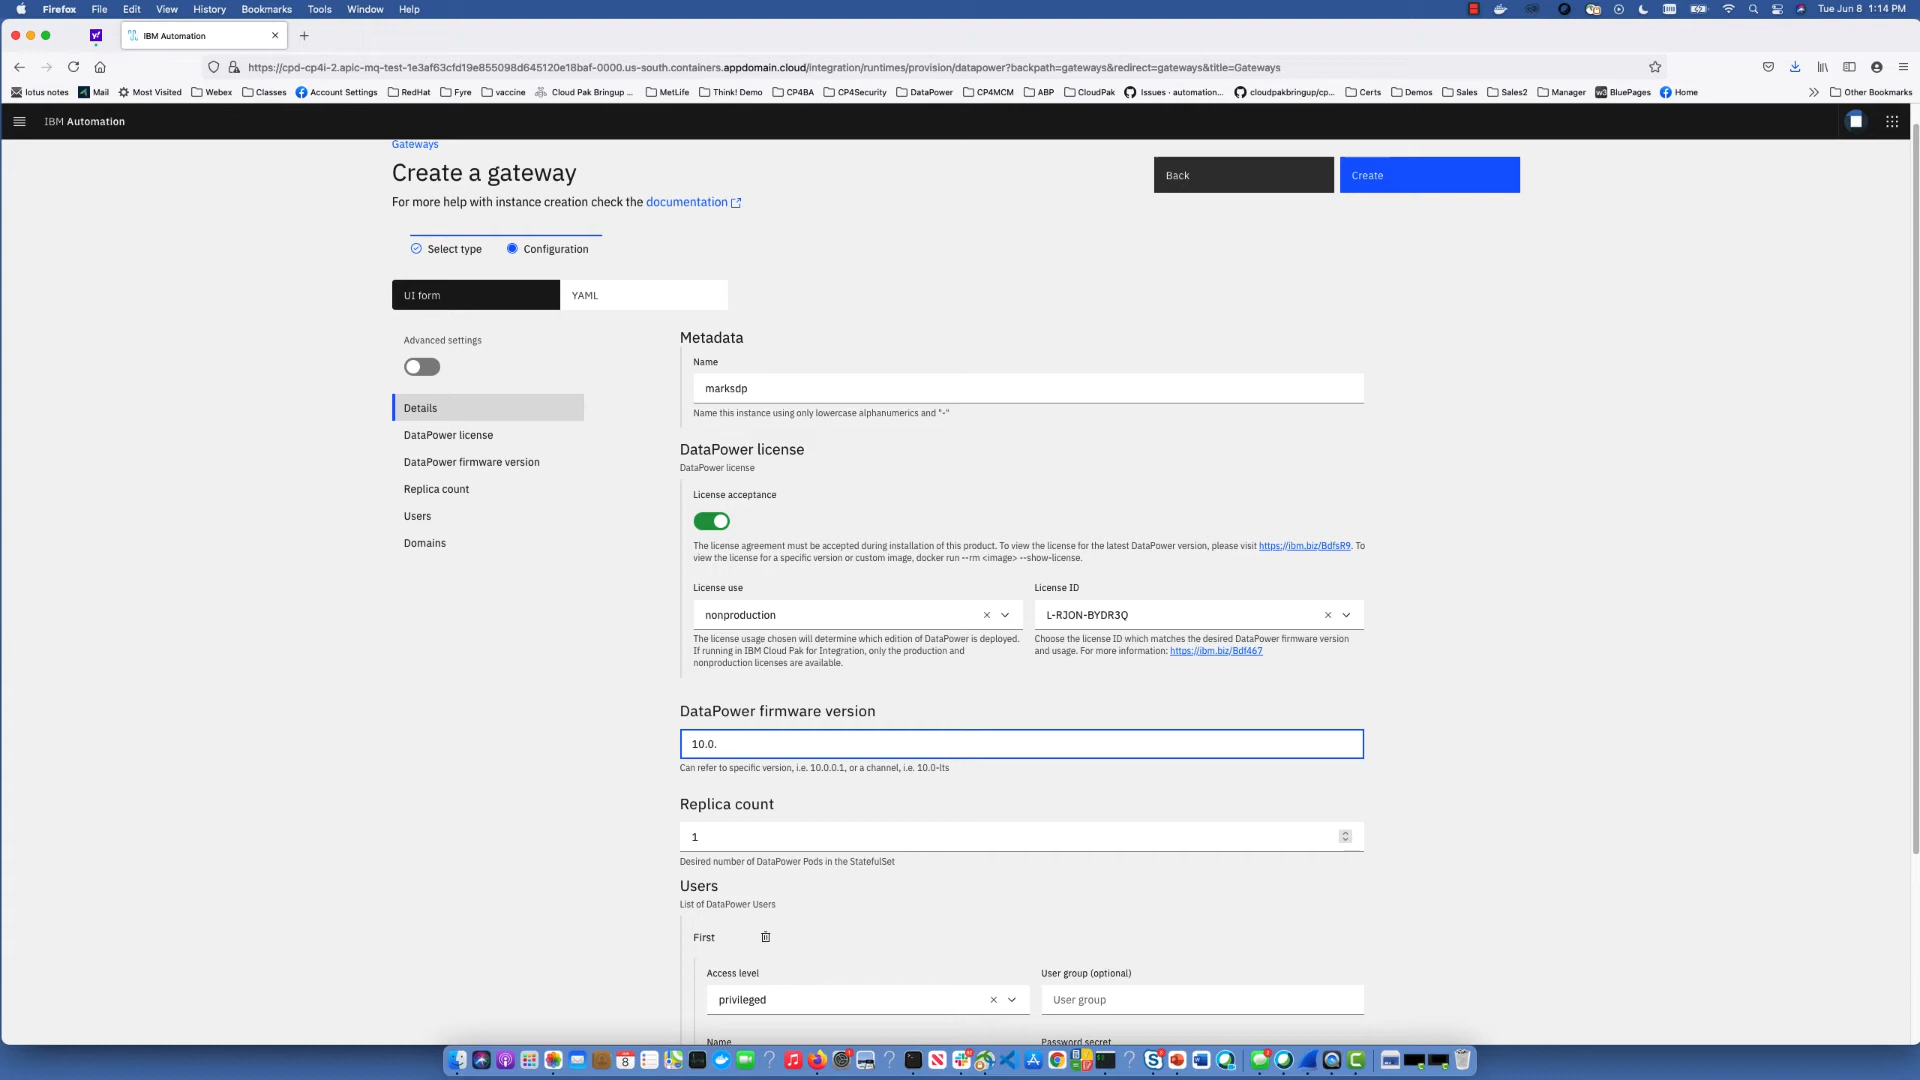 Firefox File Edit View History Bookmarks Tools Window Help Tue Jun 8 1:14 PM
IBM Automation
https://cpd-cp4i-2.apic-mq-test-1e3af63cfd19e855098d645120e18baf-0000.us-south.containers.appdomain.cloud/integration/runtimes/provision/datapower?backpath=gateways&redirect=gateways&title=Gateways
lotus notes Mail Most Visited Webex Classes Account Settings RedHat Fyre vaccine Cloud Pak Bringup ... MetLife Think! Demo CP4BA CP4Security DataPower CP4MCM ABP CloudPak Issues · automation... cloudpakbringup/cp... Certs Demos Sales Sales2 Manager BluePages Home Other Bookmarks
IBM Automation
Gateways
Create a gateway
Back
Create
For more help with instance creation check the documentation
Select type
Configuration
UI form
YAML
Advanced settings
Details
DataPower license
DataPower firmware version
Replica count
Users
Domains
Metadata
Name
marksdp
Name this instance using only lowercase alphanumerics and "-"
DataPower license
DataPower license
License acceptance
The license agreement must be accepted during installation of this product. To view the license for the latest DataPower version, please visit https://ibm.biz/BdfsR9. To
view the license for a specific version or custom image, docker run --rm <image> --show-license.
License use
License ID
nonproduction
L-RJON-BYDR3Q
The license usage chosen will determine which edition of DataPower is deployed.
If running in IBM Cloud Pak for Integration, only the production and
nonproduction licenses are available.
Choose the license ID which matches the desired DataPower firmware version
and usage. For more information: https://ibm.biz/Bdf467
DataPower firmware version
10.0.
Can refer to specific version, i.e. 10.0.0.1, or a channel, i.e. 10.0-lts
Replica count
1
Desired number of DataPower Pods in the StatefulSet
Users
List of DataPower Users
First
Access level
User group (optional)
privileged
User group
Name
Password secret